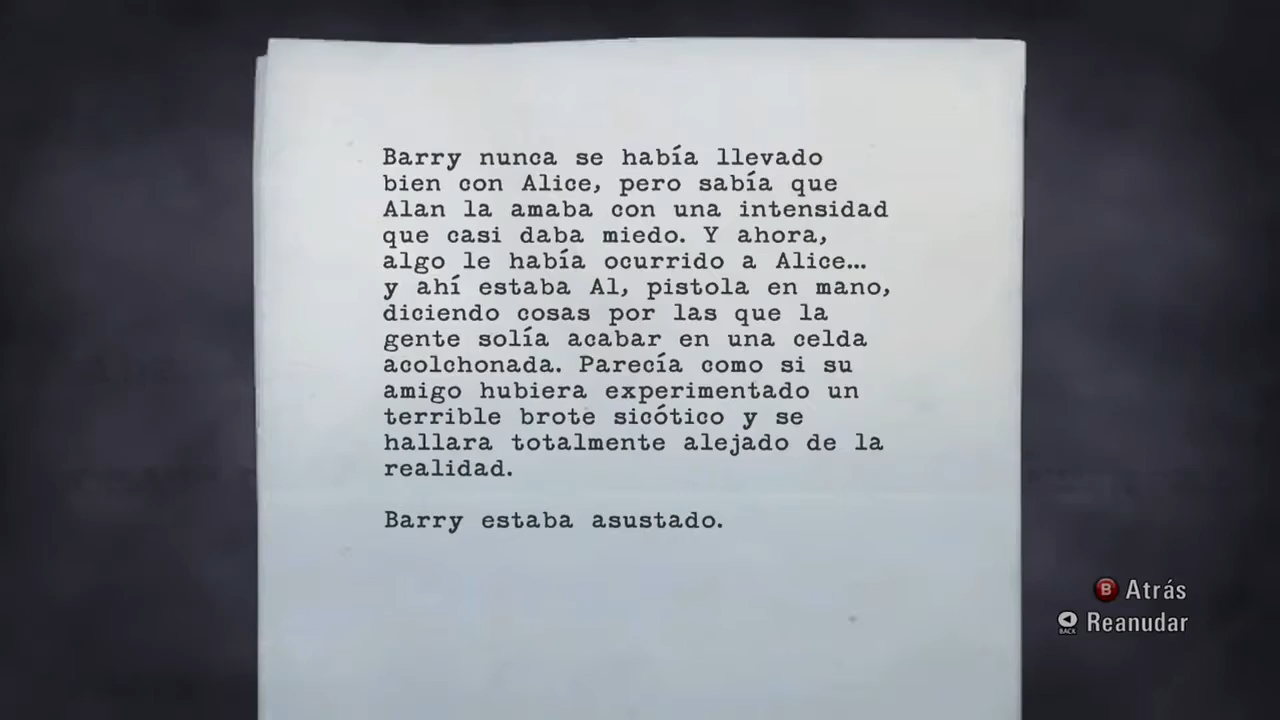 Barry nunca se había llevado
bien con Alice, pero sabía que
Alan la amaba con una intensidad
que casi daba miedo. Y ahora,
algo le había ocurrido a Alice...
y ahí estaba Al, pistola en mano,
diciendo cosas por las que la
gente solía acabar en una celda
acolchonada. Parecía como si su
amigo hubiera experimentado un
terrible brote sicótico y se
hallara totalmente alejado de la
realidad.

Barry estaba asustado.

B Atrás
BACK Reanudar